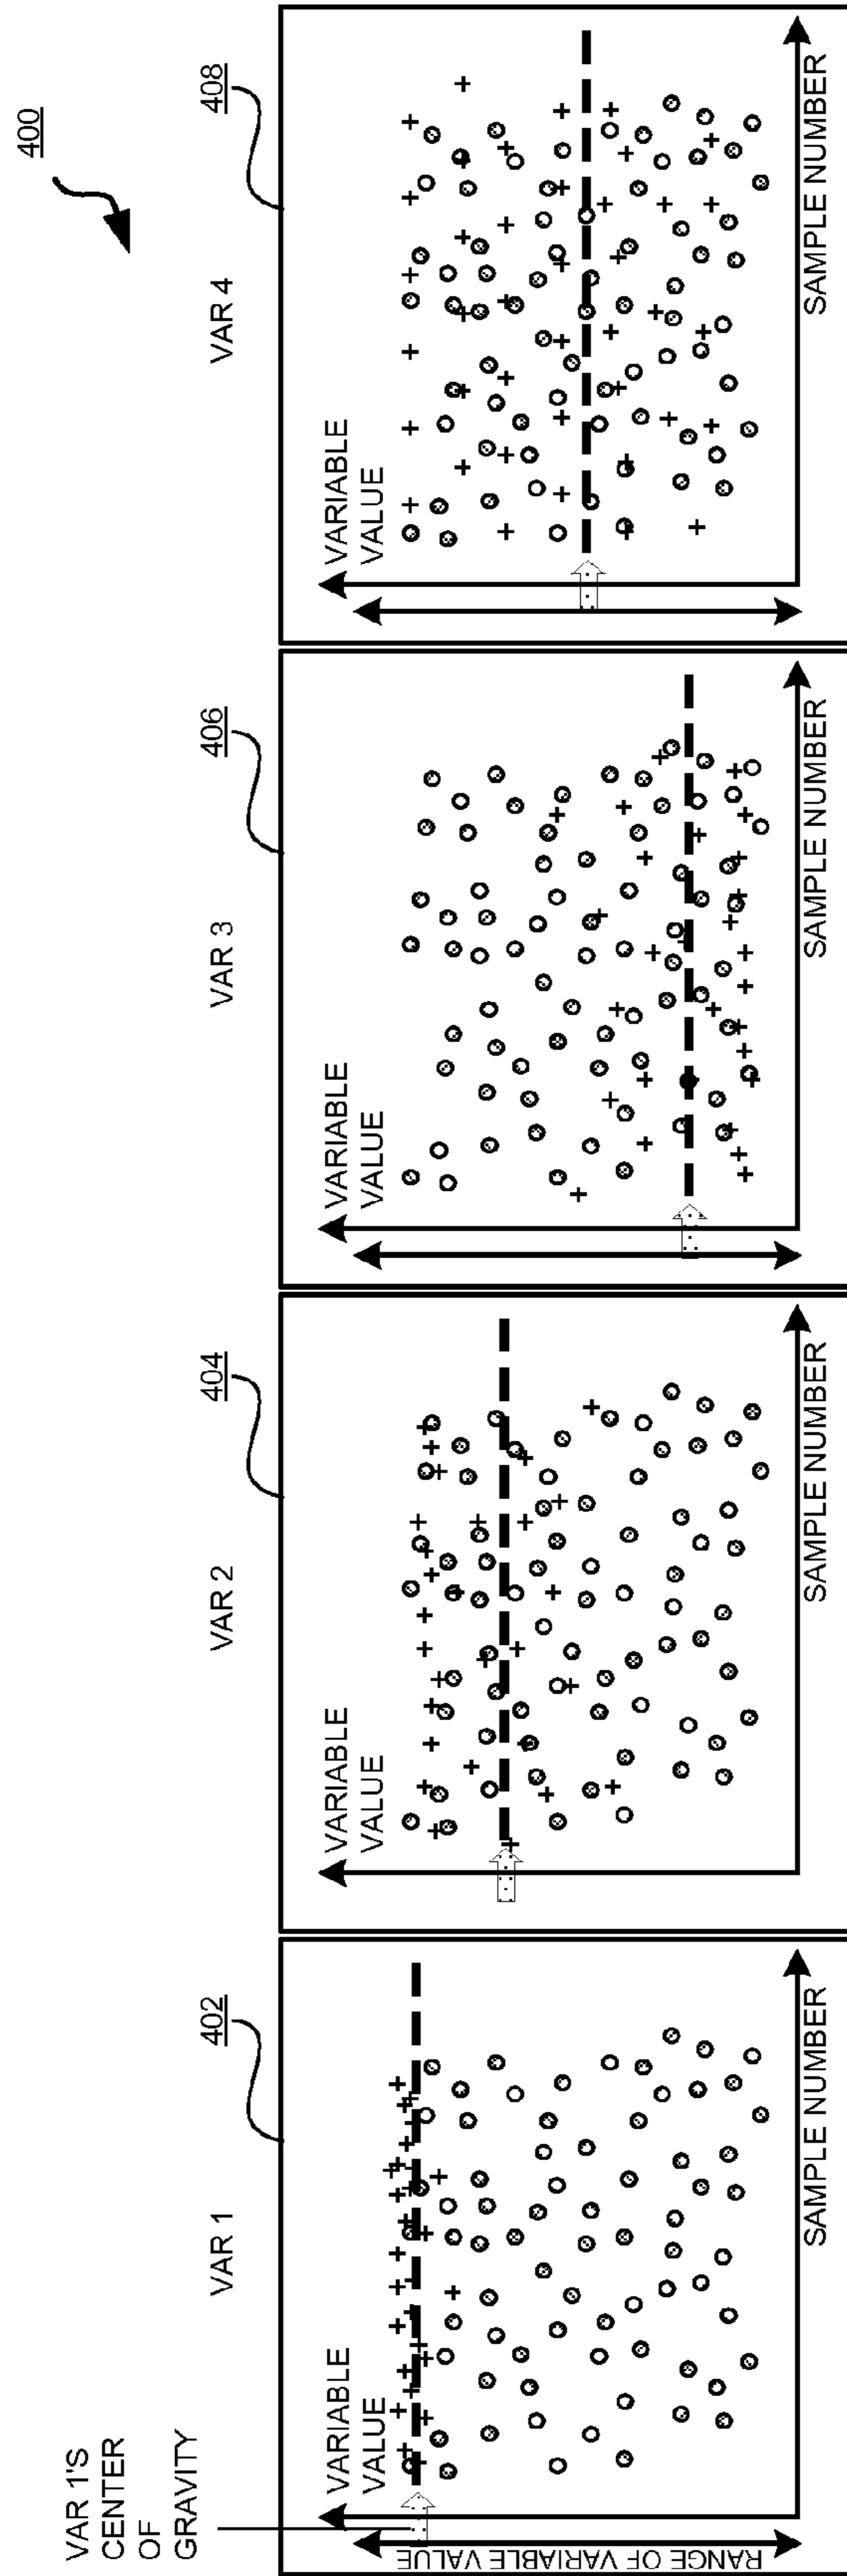 400
VAR 1'S
CENTER
OF
GRAVITY
VAR 1
402
VARIABLE
VALUE
RANGE OF VARIABLE VALUE
SAMPLE NUMBER
VAR 2
404
VARIABLE
VALUE
SAMPLE NUMBER
VAR 3
406
VARIABLE
VALUE
SAMPLE NUMBER
VAR 4
408
VARIABLE
VALUE
SAMPLE NUMBER